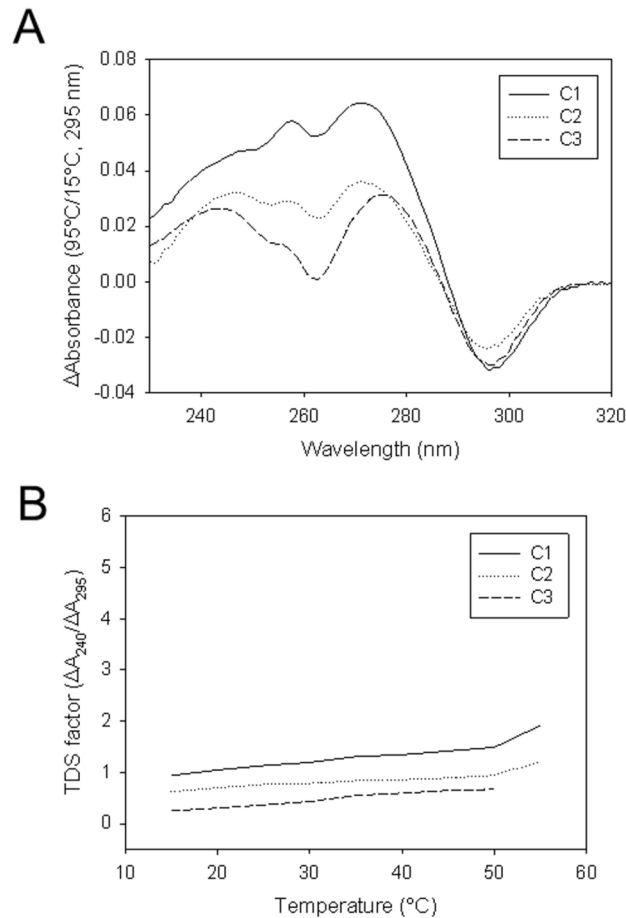 A
ΔAbsorbance (95°C/15°C, 295 nm)
0.08
0.06
0.04
0.02
0.00
-0.02
-0.04
240
260
280
300
320
Wavelength (nm)
C1
C2
C3
B
TDS factor (ΔA240/ΔA295)
6
5
4
3
2
1
0
10
20
30
40
50
60
Temperature (°C)
C1
C2
C3